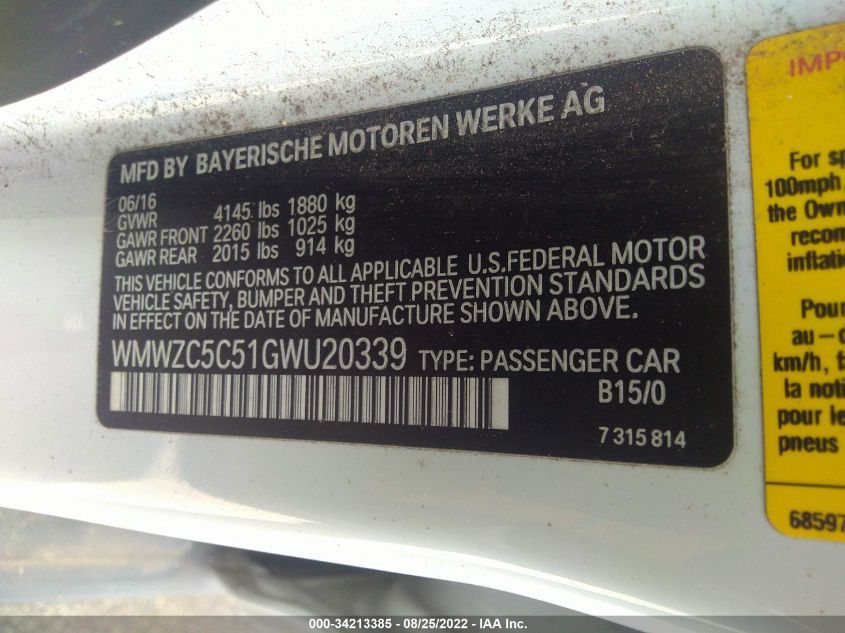 MFD BY BAYERISCHE MOTOREN WERKE AG
06/16
GVWR 4145 lbs 1880 kg
GAWR FRONT 2260 lbs 1025 kg
GAWR REAR 2015 lbs 914 kg
THIS VEHICLE CONFORMS TO ALL APPLICABLE U.S.FEDERAL MOTOR
VEHICLE SAFETY, BUMPER AND THEFT PREVENTION STANDARDS
IN EFFECT ON THE DATE OF MANUFACTURE SHOWN ABOVE.
WMWZC5C51GWU20339 TYPE: PASSENGER CAR
B15/0
7 315 814
For
100mph
the Own
recom
inflati
Pour
au – d
km/h,
la noti
pour le
pneus
68597
000-34213385 - 08/25/2022 - IAA Inc.